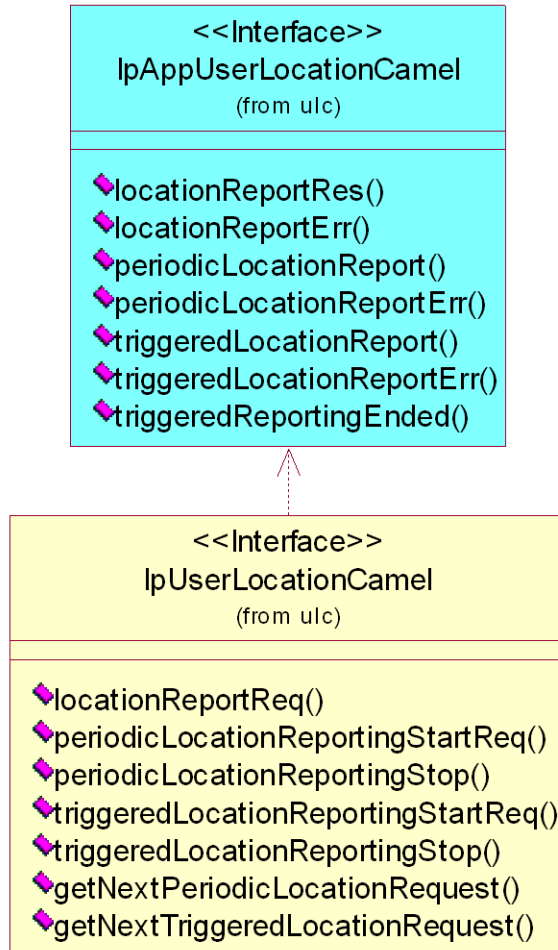 <<Interface>>
IpAppUserLocationCamel
(from ulc)
locationReportRes()
locationReportErr()
periodicLocationReport()
periodicLocationReportErr()
triggeredLocationReport()
triggeredLocationReportErr()
triggeredReportingEnded()
<<Interface>>
IpUserLocationCamel
(from ulc)
locationReportReq()
periodicLocationReportingStartReq()
periodicLocationReportingStop()
triggeredLocationReportingStartReq()
triggeredLocationReportingStop()
getNextPeriodicLocationRequest()
getNextTriggeredLocationRequest()